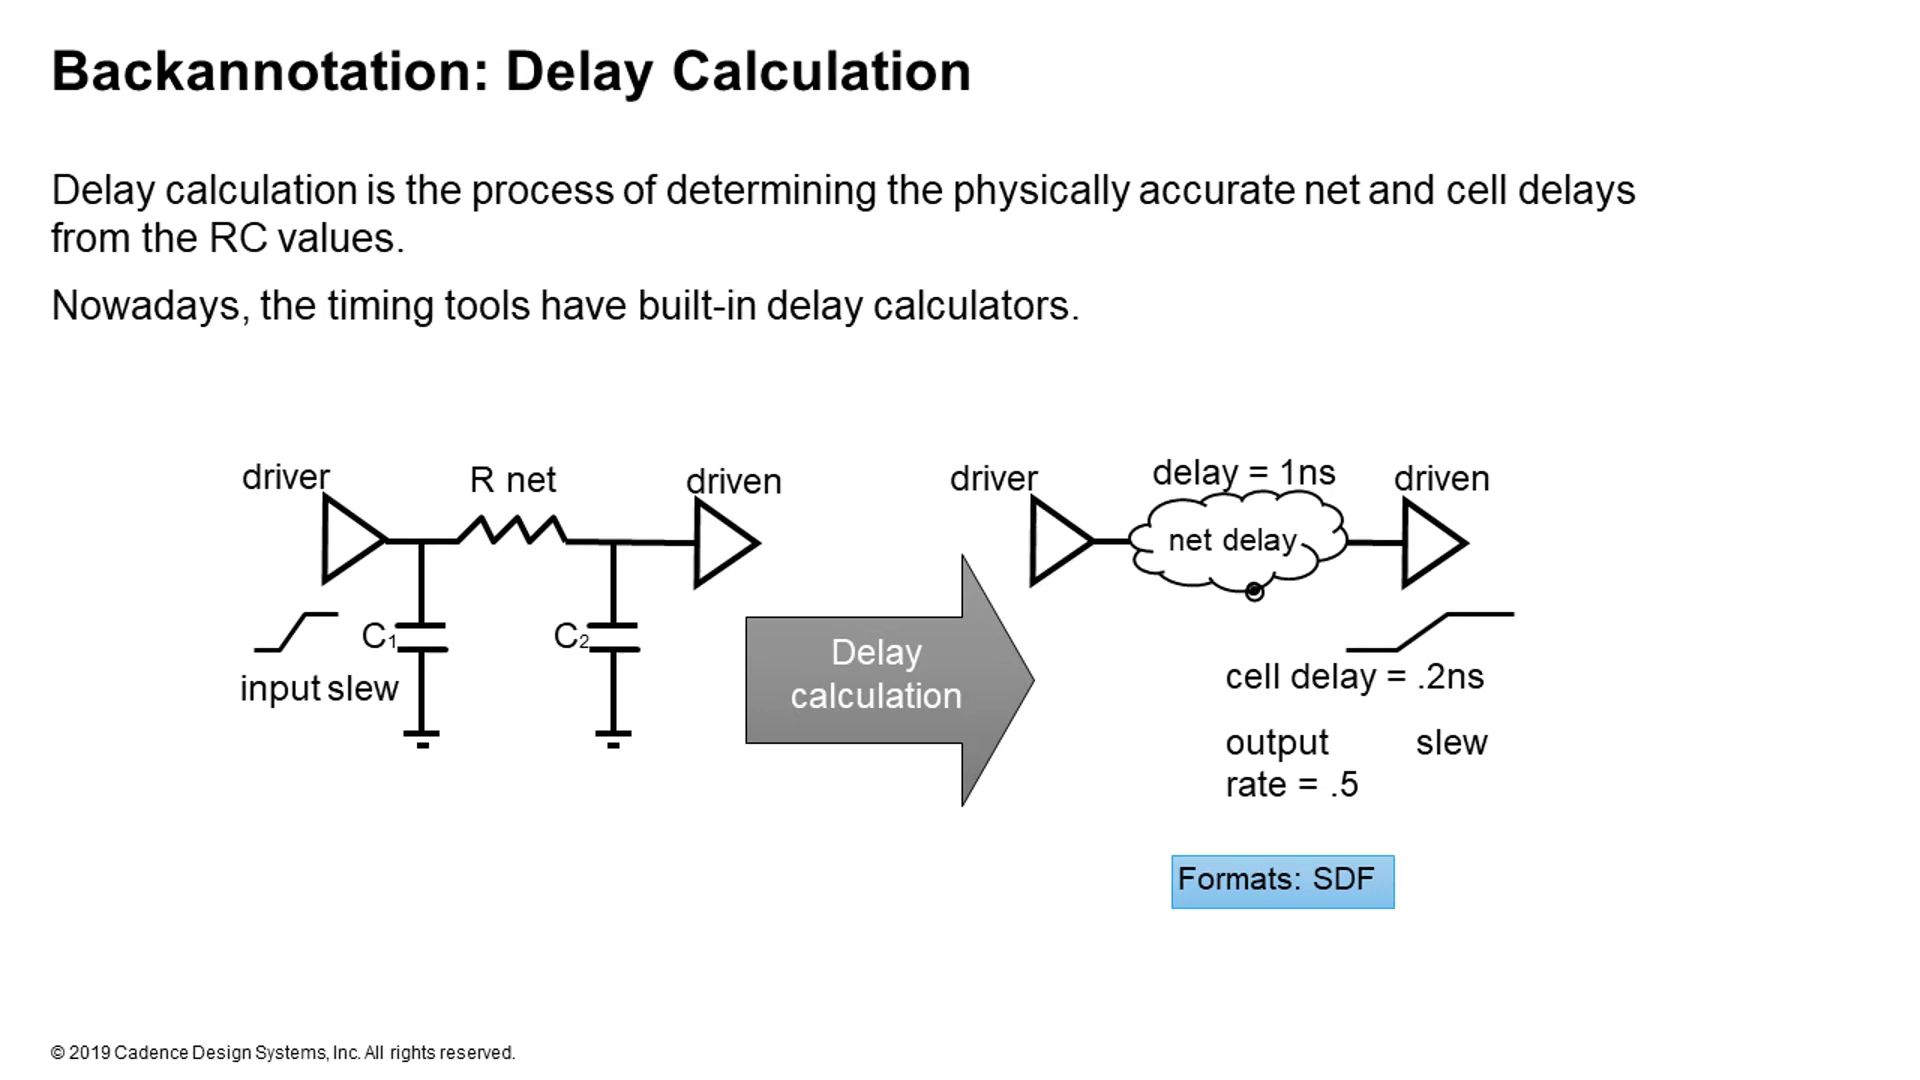 Backannotation: Delay Calculation
Delay calculation is the process of determining the physically accurate net and cell delays
from the RC values.
Nowadays, the timing tools have built-in delay calculators.
driver
R net
driven
C1
C2
input slew
Delay
calculation
driver
delay = 1ns
driven
net delay
cell delay = .2ns
output slew
rate = .5
Formats: SDF
© 2019 Cadence Design Systems, Inc. All rights reserved.